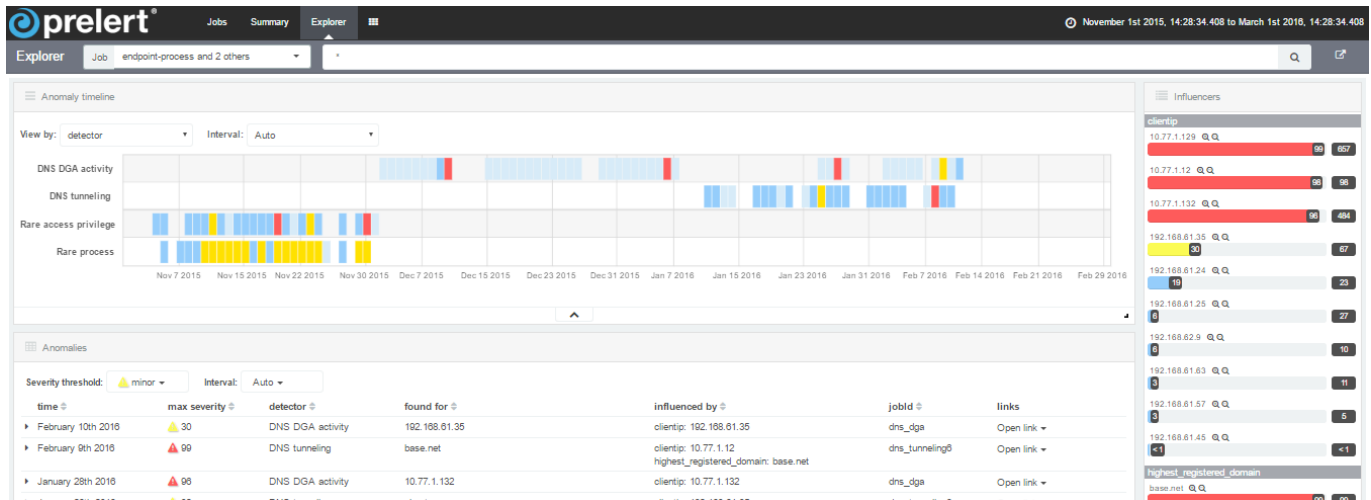 prelert®
Jobs Summary Explorer
November 1st 2015, 14:28:34.408 to March 1st 2016, 14:28:34.408
Explorer Job endpoint-process and 2 others *
Anomaly timeline
View by: detector Interval: Auto
DNS DGA activity
DNS tunneling
Rare access privilege
Rare process
Nov 7 2015 Nov 15 2015 Nov 22 2015 Nov 30 2015 Dec 7 2015 Dec 15 2015 Dec 23 2015 Dec 31 2015 Jan 7 2016 Jan 15 2016 Jan 23 2016 Jan 31 2016 Feb 7 2016 Feb 14 2016 Feb 21 2016 Feb 29 2016
Anomalies
Severity threshold: minor Interval: Auto
time max severity detector found for influenced by jobId links
February 10th 2016 30 DNS DGA activity 192.168.61.35 clientip: 192.168.61.35 dns_dga Open link
February 9th 2016 99 DNS tunneling base.net clientip: 10.77.1.12 dns_tunneling6 Open link
highest_registered_domain: base.net
January 28th 2016 96 DNS DGA activity 10.77.1.132 clientip: 10.77.1.132 dns_dga Open link
Influencers
clientip
10.77.1.129
99 657
10.77.1.12
98 98
10.77.1.132
96 484
192.168.61.35
30 67
192.168.61.24
19 23
192.168.61.25
6 27
192.168.62.9
6 10
192.168.61.63
3 11
192.168.61.57
3 5
192.168.61.45
<1 <1
highest_registered_domain
base.net
99 99